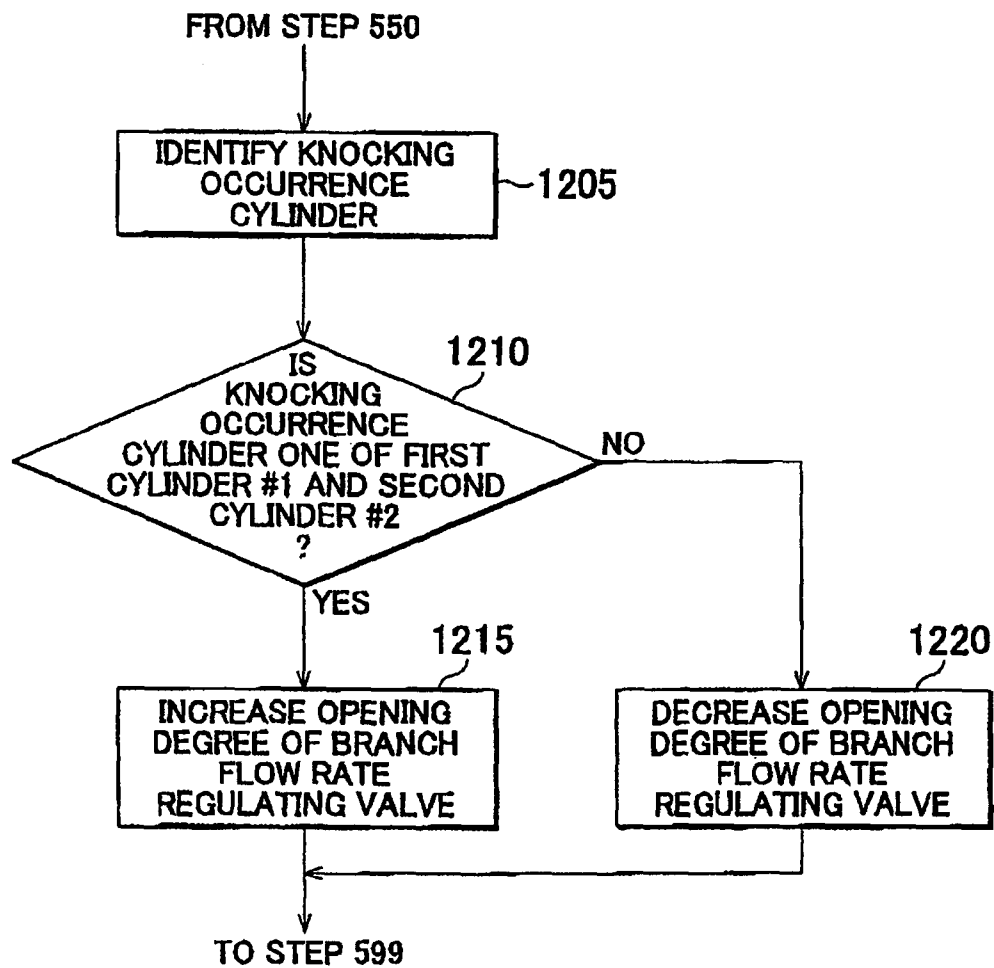 FROM STEP 550
IDENTIFY KNOCKING
OCCURRENCE
CYLINDER
1205
1210
IS
KNOCKING
OCCURRENCE
CYLINDER ONE OF FIRST
CYLINDER #1 AND SECOND
CYLINDER #2
?
NO
YES
1215
INCREASE OPENING
DEGREE OF BRANCH
FLOW RATE
REGULATING VALVE
1220
DECREASE OPENING
DEGREE OF BRANCH
FLOW RATE
REGULATING VALVE
TO STEP 599